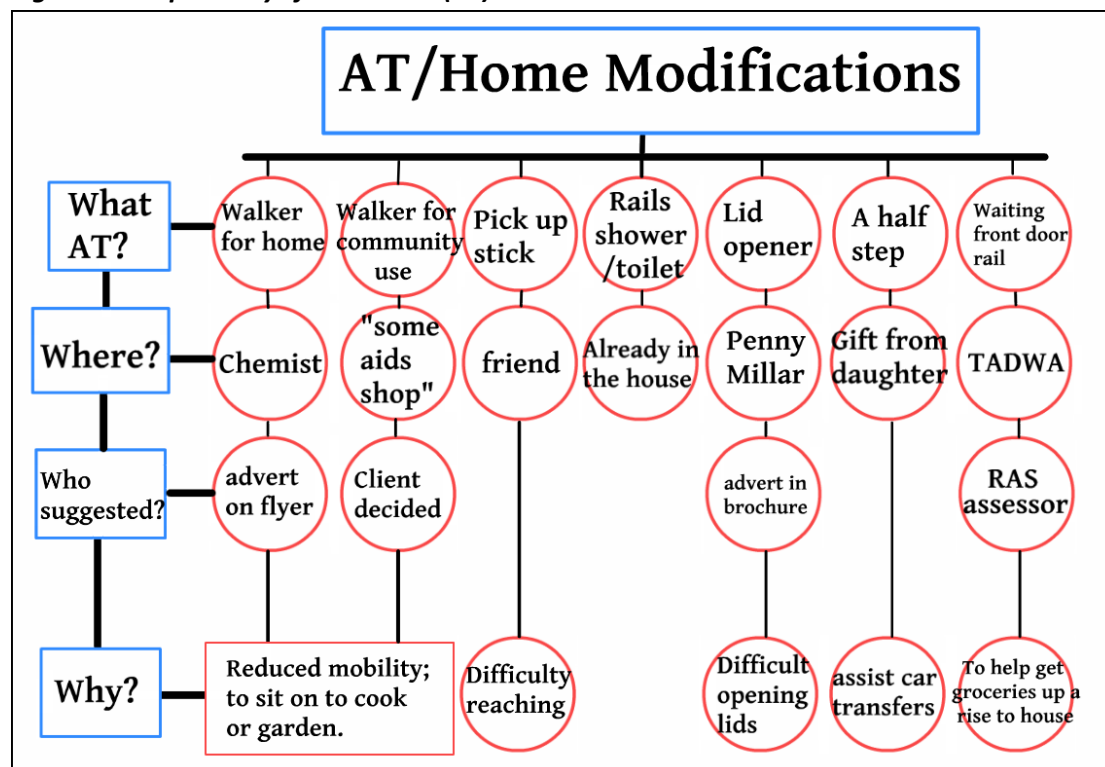 AT/Home Modifications
What
AT?
Walker
for home
Walker for
community
use
Pick up
stick
Rails
shower
/toilet
Lid
opener
A half
step
Waiting
front door
rail
Where?
Chemist
"some
aids
shop"
friend
Already in
the house
Penny
Millar
Gift from
daughter
TADWA
Who
suggested?
advert
on flyer
Client
decided
advert in
brochure
RAS
assessor
Why?
Reduced mobility;
to sit on to cook
or garden.
Difficulty
reaching
Difficult
opening
lids
assist car
transfers
To help get
groceries up a
rise to house